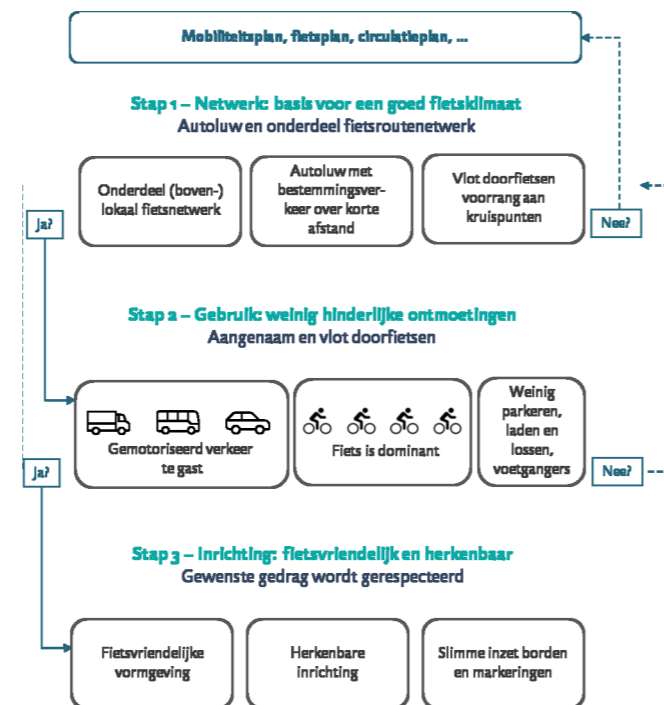 Mobiliteitsplan, fietsplan, circulatieplan, ...
Stap 1 – Netwerk: basis voor een goed fietsklimaat
Autoluw en onderdeel fietsroutenetwerk
Onderdeel (boven-)
lokaal fietsnetwerk
Autoluw met
bestemmingsver-
keer over korte
afstand
Vlot doorfietsen
voorrang aan
kruispunten
Ja?
Nee?
Stap 2 – Gebruik: weinig hinderlijke ontmoetingen
Aangenaam en vlot doorfietsen
Gemotoriseerd verkeer
te gast
Fiets is dominant
Weinig
parkeren,
laden en
lossen,
voetgangers
Ja?
Nee?
Stap 3 – Inrichting: fietsvriendelijk en herkenbaar
Gewenste gedrag wordt gerespecteerd
Fietsvriendelijke
vormgeving
Herkenbare
inrichting
Slimme inzet borden
en markeringen